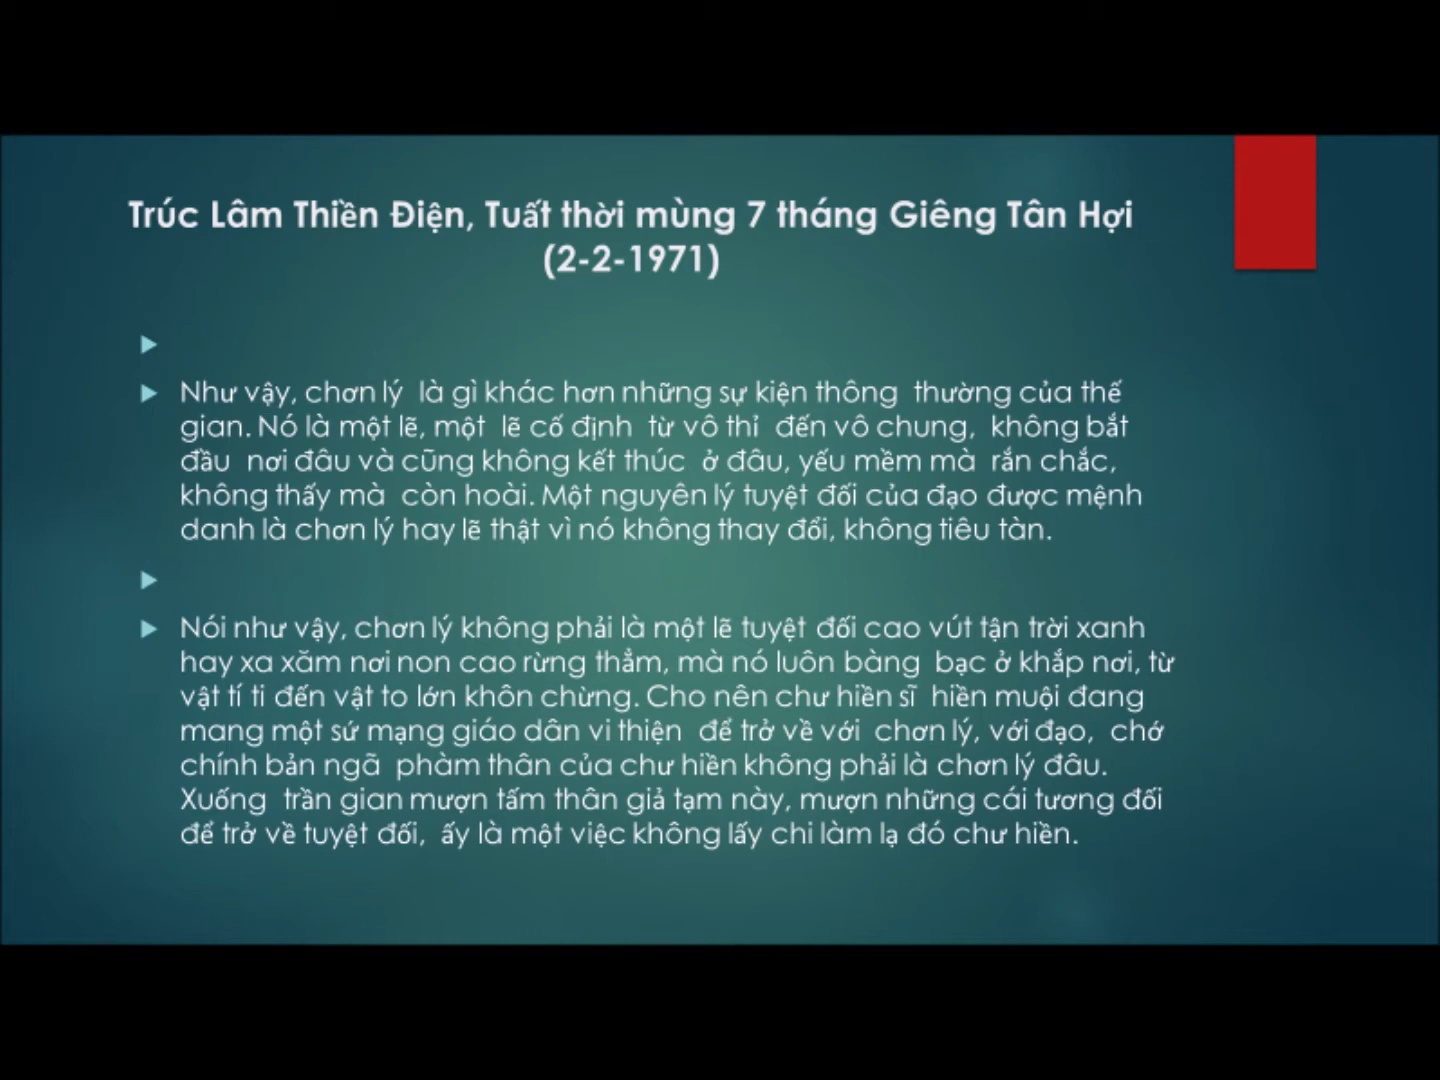 Trúc Lâm Thiền Điện, Tuất thời mùng 7 tháng Giêng Tân Hợi
(2-2-1971)
Như vậy, chơn lý là gì khác hơn những sự kiện thông thường của thế
gian. Nó là một lẽ, một lẽ cố định từ vô thỉ đến vô chung, không bắt
đầu nơi đâu và cũng không kết thúc ở đâu, yếu mềm mà rắn chắc,
không thấy mà còn hoài. Một nguyên lý tuyệt đối của đạo được mệnh
danh là chơn lý hay lẽ thật vì nó không thay đổi, không tiêu tàn.
Nói như vậy, chơn lý không phải là một lẽ tuyệt đối cao vút tận trời xanh
hay xa xăm nơi non cao rừng thẳm, mà nó luôn bàng bạc ở khắp nơi, từ
vật tí ti đến vật to lớn khôn chừng. Cho nên chư hiền sĩ hiền muội đang
mang một sứ mạng giáo dân vi thiện để trở về với chơn lý, với đạo, chớ
chính bản ngã phàm thân của chư hiền không phải là chơn lý đâu.
Xuống trần gian mượn tấm thân giả tạm này, mượn những cái tương đối
để trở về tuyệt đối, ấy là một việc không lấy chi làm lạ đó chư hiền.